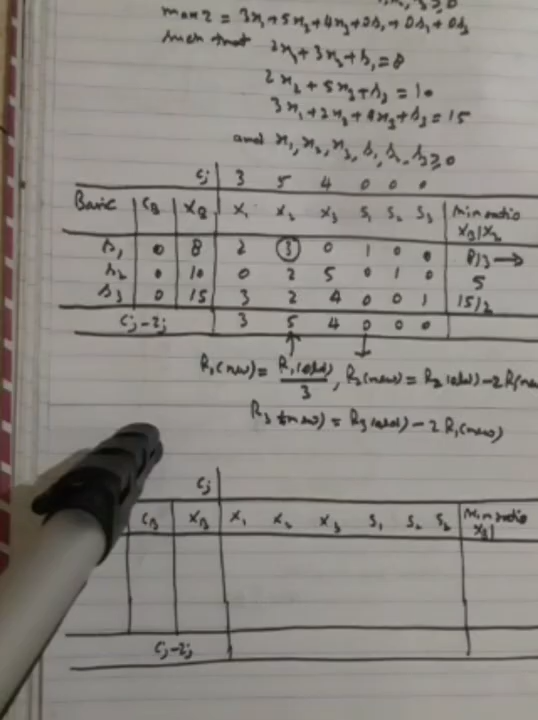 max Z = 3x₁+5x₂+4x₃+0s₁+0s₂+0s₃
such that 2x₁+3x₂+s₁=8
2x₂+5x₃+s₂=10
3x₁+2x₂+4x₃+s₃=15
and x₁,x₂,x₃,s₁,s₂,s₃≥0
Cj 3 5 4 0 0 0
Basic CB XB X₁ X₂ X₃ S₁ S₂ S₃ Min ratio XB/X₂
s₁ 0 8 2 3 0 1 0 0 8/3 →
s₂ 0 10 0 2 5 0 1 0 5
s₃ 0 15 3 2 4 0 0 1 15/2
Cj-Zj 3 5 4 0 0 0
↑ ↓
R₁(new) = R₁(old)/3, R₂(new) = R₂(old)-2R₁(new
R₃(new) = R₃(old)-2R₁(new)
Cj
CB XB X₁ X₂ X₃ S₁ S₂ S₃ Min ratio XB/
Cj-Zj